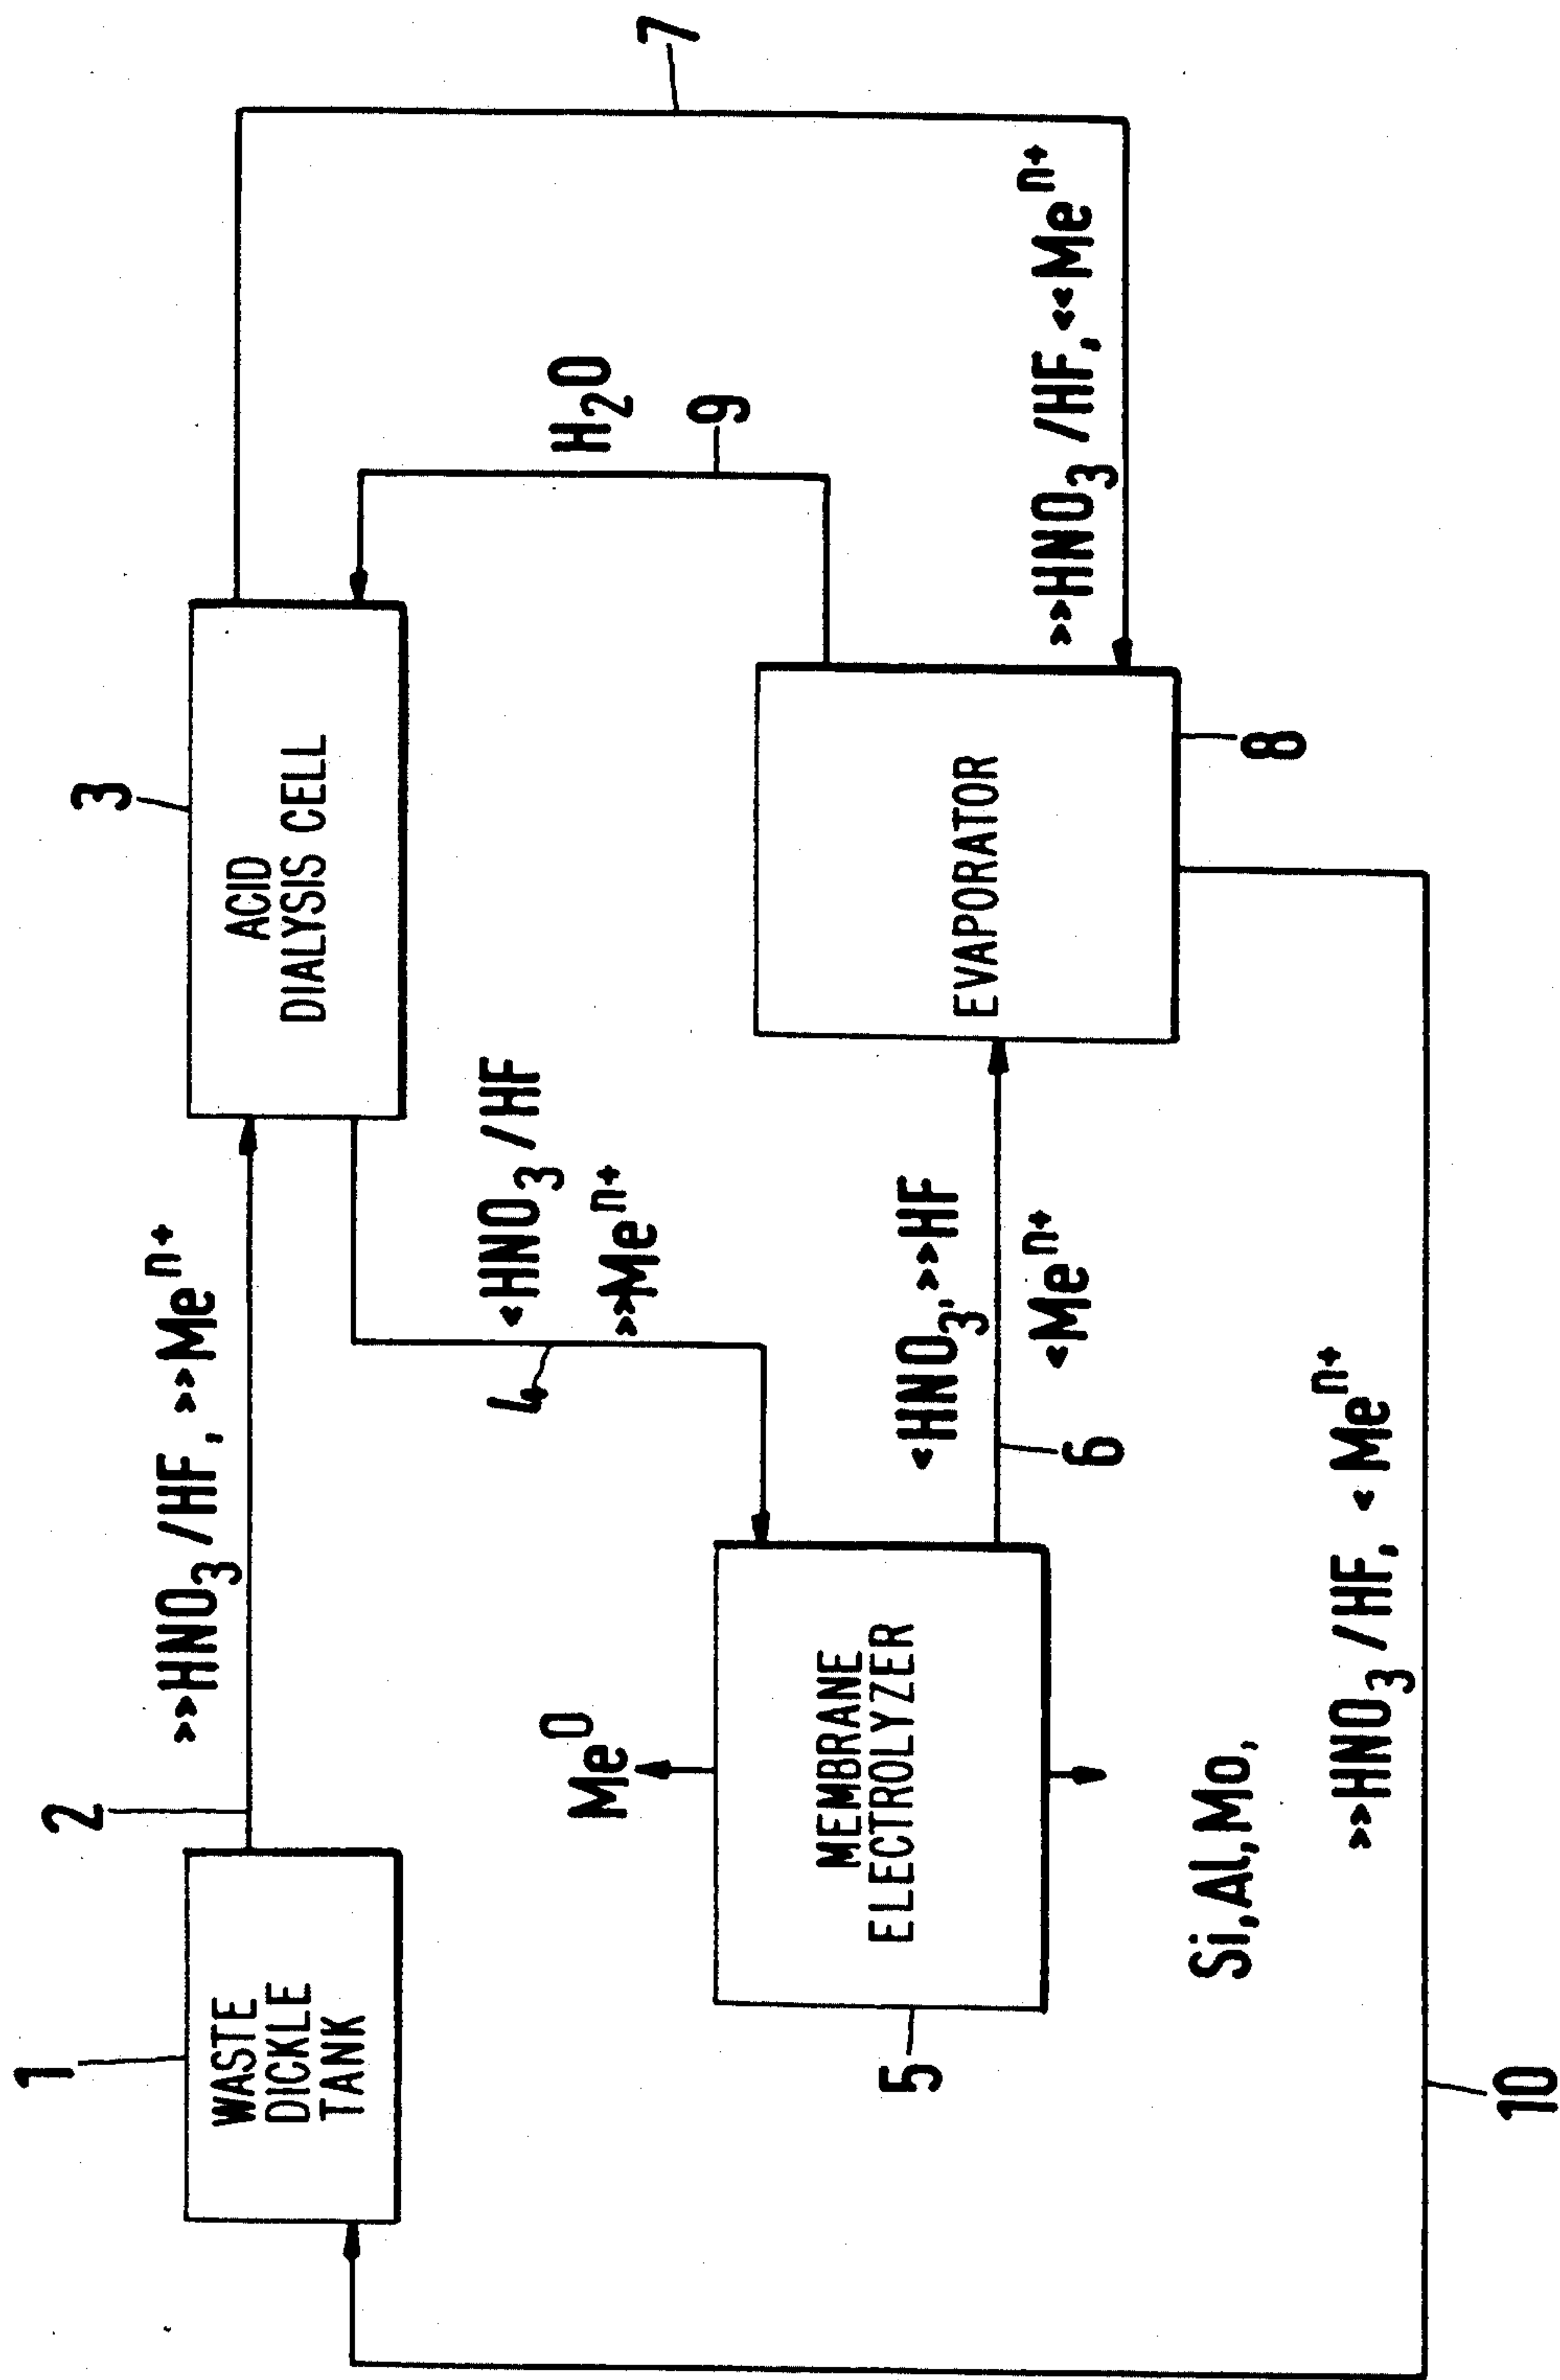 1
WASTE
DICKLE
TANK
2
>>HNO₃/HF, >>Meⁿ⁺
3
ACID
DIALYSIS CELL
7
<HNO₃/HF
>>Meⁿ⁺
4
H₂O
9
Me⁰
MEMBRANE
ELECTROLYZER
5
<HNO₃, >>HF
<Meⁿ⁺
6
EVAPORATOR
8
>>HNO₃/HF, <<Meⁿ⁺
Si,Al,Mo,
>>HNO₃/HF, <Meⁿ⁺
10